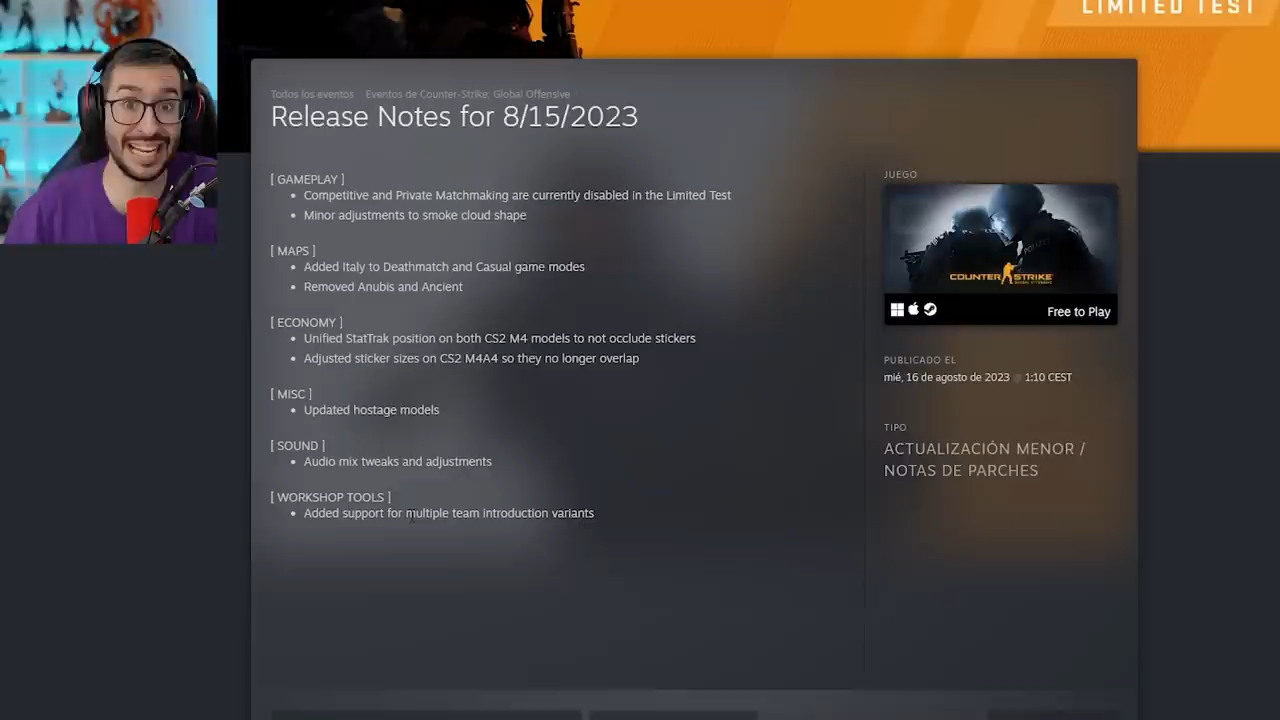 LIMITED TEST
Todos los eventos Eventos de Counter-Strike: Global Offensive
Release Notes for 8/15/2023
[ GAMEPLAY ]
• Competitive and Private Matchmaking are currently disabled in the Limited Test
• Minor adjustments to smoke cloud shape
[ MAPS ]
• Added Italy to Deathmatch and Casual game modes
• Removed Anubis and Ancient
[ ECONOMY ]
• Unified StatTrak position on both CS2 M4 models to not occlude stickers
• Adjusted sticker sizes on CS2 M4A4 so they no longer overlap
[ MISC ]
• Updated hostage models
[ SOUND ]
• Audio mix tweaks and adjustments
[ WORKSHOP TOOLS ]
• Added support for multiple team introduction variants
JUEGO
POLIZEI
COUNTER STRIKE
Free to Play
PUBLICADO EL
mié, 16 de agosto de 2023 @ 1:10 CEST
TIPO
ACTUALIZACIÓN MENOR /
NOTAS DE PARCHES